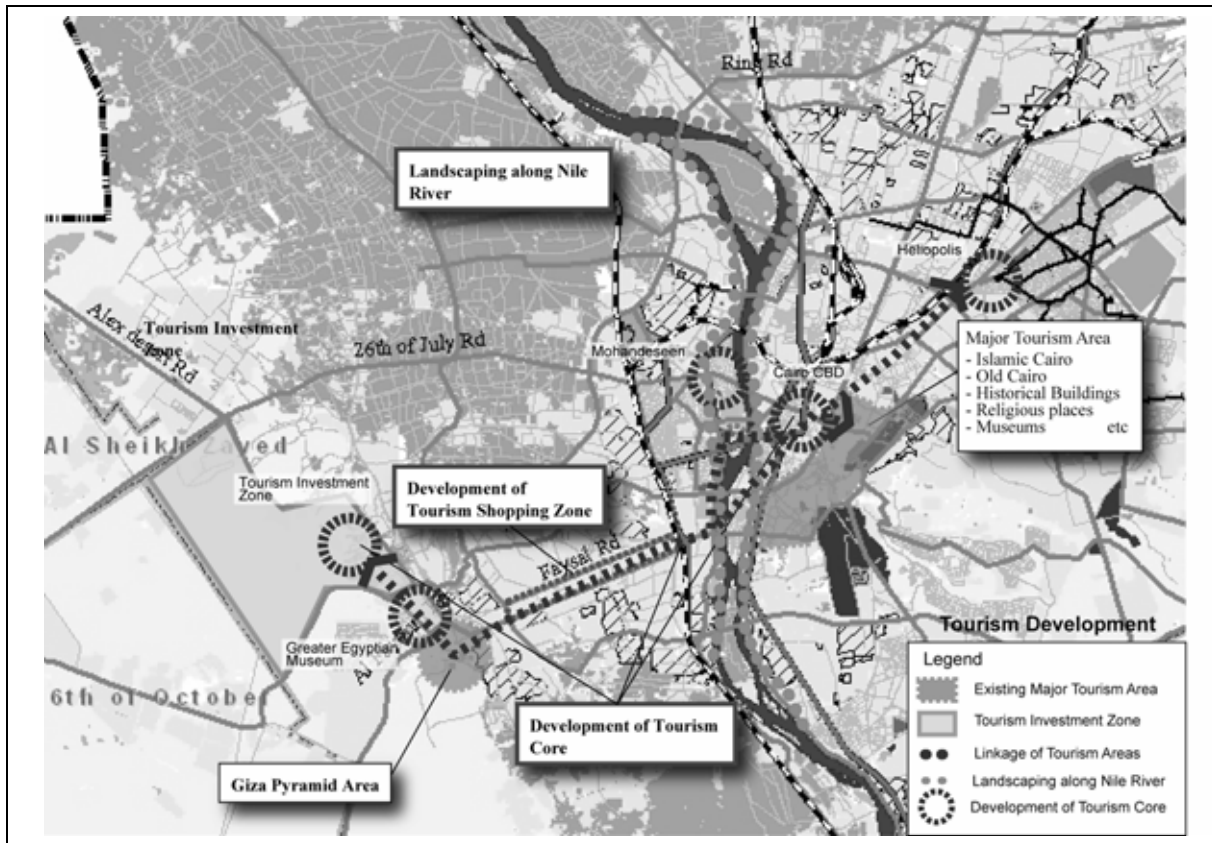 Ring Rd
Landscaping along Nile
River
Heliopolis
Alex desert Rd
Tourism Investment
zone
26th of July Rd
Mohandeseen
Cairo CBD
Major Tourism Area
- Islamic Cairo
- Old Cairo
- Historical Buildings
- Religious places
- Museums etc
Al Sheikh Zayed
Tourism Investment
Zone
Development of
Tourism Shopping Zone
Faysal Rd
Greater Egyptian
Museum
6th of October
Development of Tourism
Core
Giza Pyramid Area
Tourism Development
Legend
Existing Major Tourism Area
Tourism Investment Zone
Linkage of Tourism Areas
Landscaping along Nile River
Development of Tourism Core